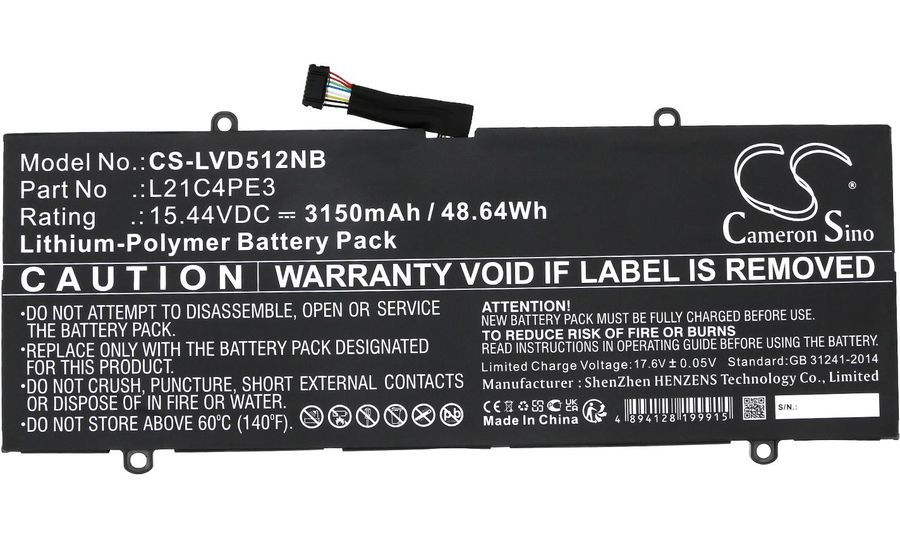 Model No.:CS-LVD512NB
Part No .:L21C4PE3
Rating .:15.44VDC ⎓ 3150mAh / 48.64Wh
Lithium-Polymer Battery Pack
CS ®
Cameron Sino
CAUTION WARRANTY VOID IF LABEL IS REMOVED
•DO NOT ATTEMPT TO DISASSEMBLE, OPEN OR SERVICE
THE BATTERY PACK.
•REPLACE ONLY WITH THE BATTERY PACK DESIGNATED
FOR THIS PRODUCT.
•DO NOT CRUSH, PUNCTURE, SHORT EXTERNAL CONTACTS
OR DISPOSE OF IN FIRE OR WATER.
•DO NOT STORE ABOVE 60°C (140°F).
ATTENTION!
NEW BATTERY PACK MUST BE FULLY CHARGED BEFORE USE.
TO REDUCE RISK OF FIRE OR BURNS
READ INSTRUCTIONS IN OPERATING GUIDE BEFORE USE.
Limited Charge Voltage:17.6V± 0.05V Standard:GB 31241-2014
Manufacturer : ShenZhen HENZENS Technology Co., Limited
CE EAC UKCA
Made In China
4 894128 199915
S/N.: